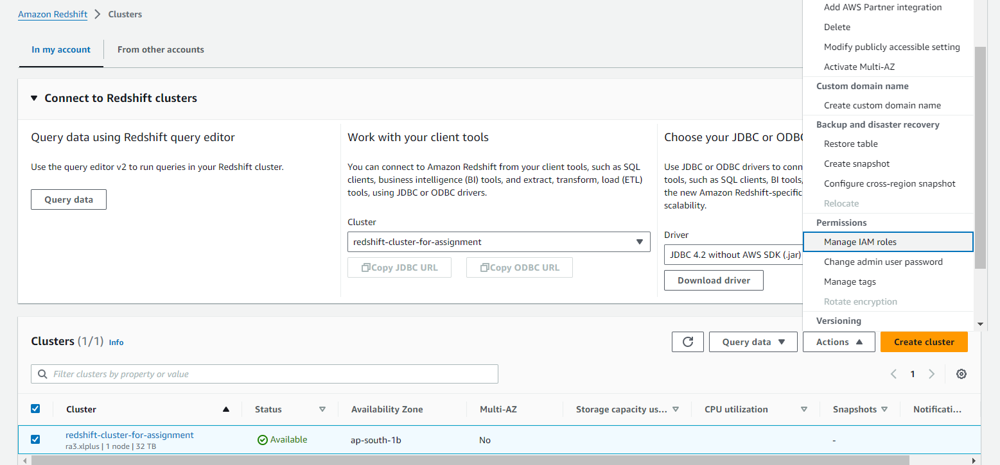 Amazon Redshift > Clusters
In my account
From other accounts
Connect to Redshift clusters
Query data using Redshift query editor
Use the query editor v2 to run queries in your Redshift cluster.
Query data
Work with your client tools
You can connect to Amazon Redshift from your client tools, such as SQL
clients, business intelligence (BI) tools, and extract, transform, load (ETL)
tools, using JDBC or ODBC drivers.
Cluster
redshift-cluster-for-assignment
Copy JDBC URL
Copy ODBC URL
Choose your JDBC or ODBC
Use JDBC or ODBC drivers to conn
tools, such as SQL clients, BI tools,
the new Amazon Redshift-specific
scalability.
Driver
JDBC 4.2 without AWS SDK (.jar)
Download driver
Add AWS Partner integration
Delete
Modify publicly accessible setting
Activate Multi-AZ
Custom domain name
Create custom domain name
Backup and disaster recovery
Restore table
Create snapshot
Configure cross-region snapshot
Relocate
Permissions
Manage IAM roles
Change admin user password
Manage tags
Rotate encryption
Versioning
Clusters (1/1) Info
Query data
Actions
Create cluster
Filter clusters by property or value
1
Cluster
Status
Availability Zone
Multi-AZ
Storage capacity us...
CPU utilization
Snapshots
Notificati...
redshift-cluster-for-assignment
ra3.xlplus | 1 node | 32 TB
Available
ap-south-1b
No
-